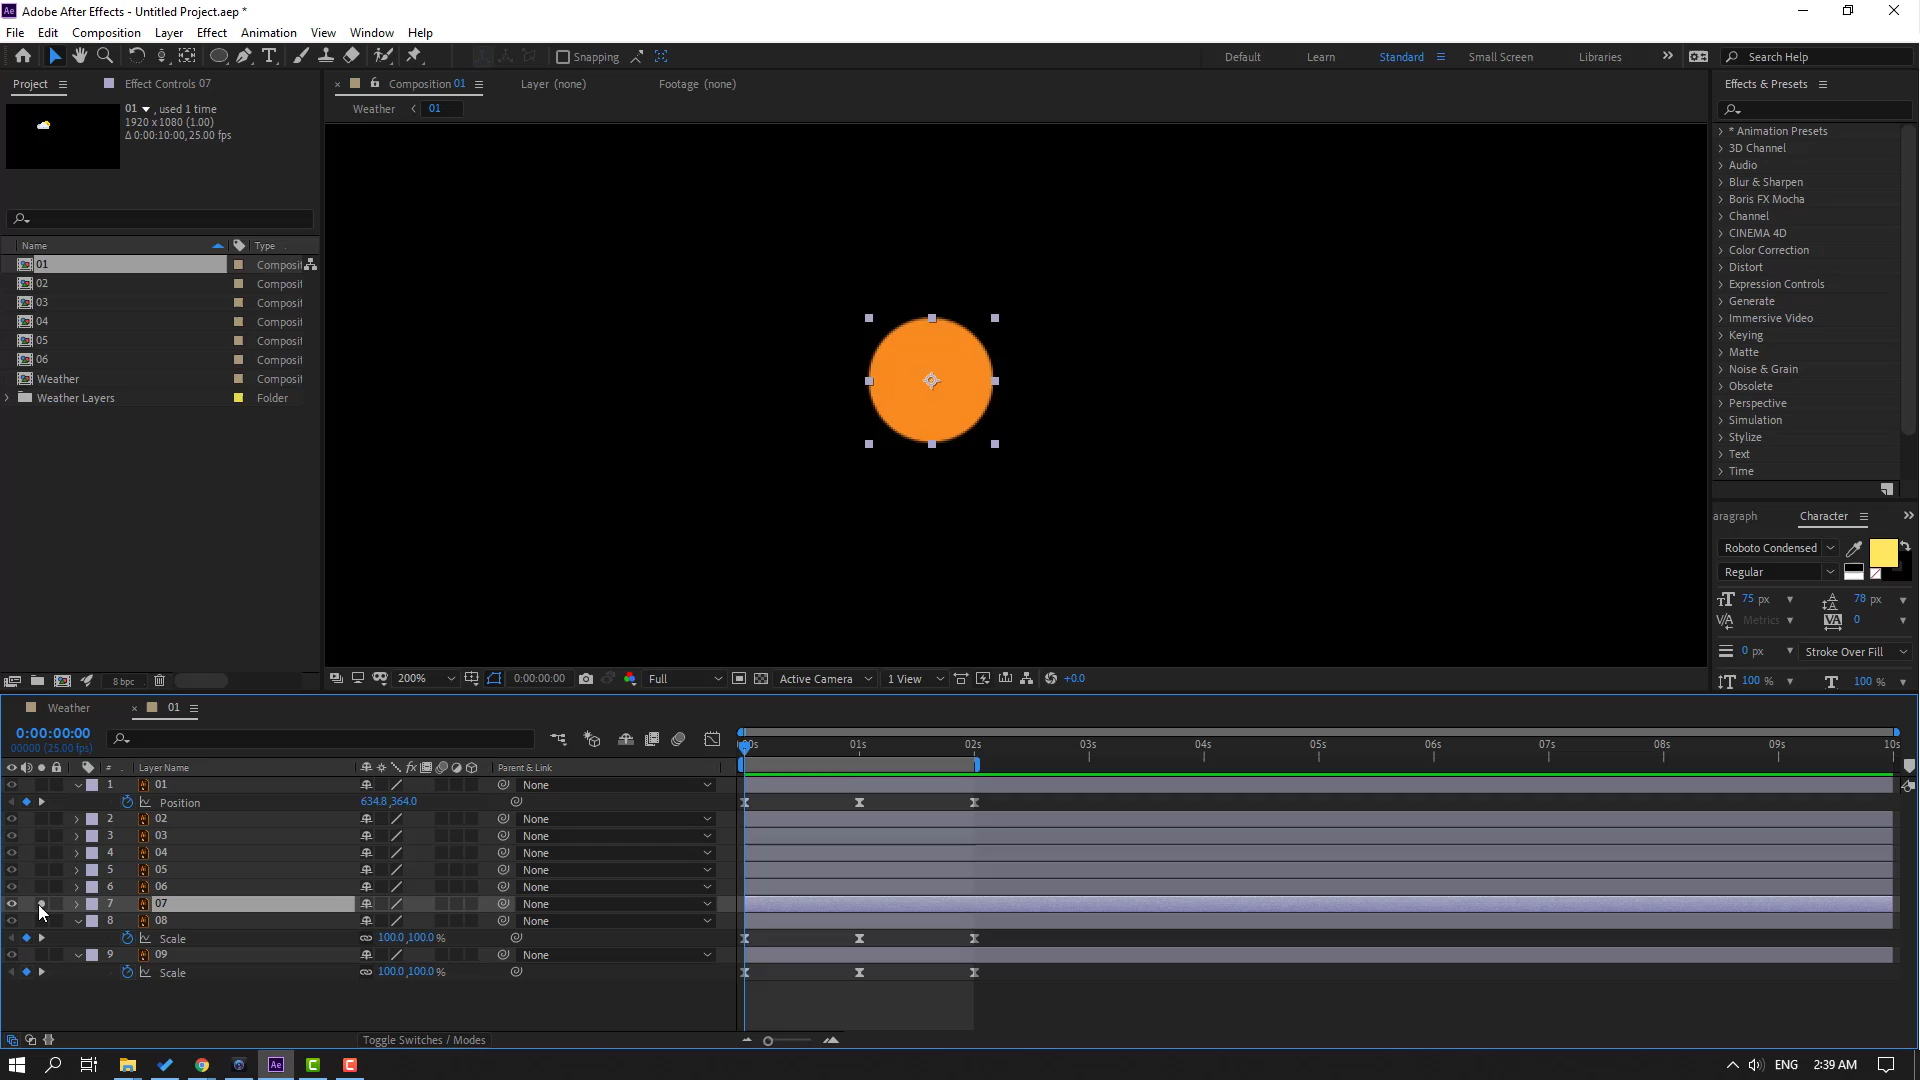 Adobe After Effects - Untitled Project.aep *
File Edit Composition Layer Effect Animation View Window Help
Snapping
Default Learn Standard Small Screen Libraries
Search Help
Project
Effect Controls 07
01 , used 1 time
1920 x 1080 (1.00)
Δ 0:00:10:00, 25.00 fps
Name Type
01 Composit
02 Composit
03 Composit
04 Composit
05 Composit
06 Composit
Weather Composit
Weather Layers Folder
8 bpc
Composition 01
Layer (none)
Footage (none)
Weather 01
200%
0:00:00:00
Full
Active Camera
1 View
+0.0
Effects & Presets
* Animation Presets
3D Channel
Audio
Blur & Sharpen
Boris FX Mocha
Channel
CINEMA 4D
Color Correction
Distort
Expression Controls
Generate
Immersive Video
Keying
Matte
Noise & Grain
Obsolete
Perspective
Simulation
Stylize
Text
Time
aragraph Character
Roboto Condensed
Regular
75 px 78 px
Metrics 0
0 px Stroke Over Fill
100 % 100 %
Weather 01
0:00:00:00
00000 (25.00 fps)
# Layer Name Parent & Link
1 01 None
Position 634.8,364.0
2 02 None
3 03 None
4 04 None
5 05 None
6 06 None
7 07 None
8 08 None
Scale 100.0,100.0 %
9 09 None
Scale 100.0,100.0 %
00s 01s 02s 03s 04s 05s 06s 07s 08s 09s 10s
Toggle Switches / Modes
ENG 2:39 AM